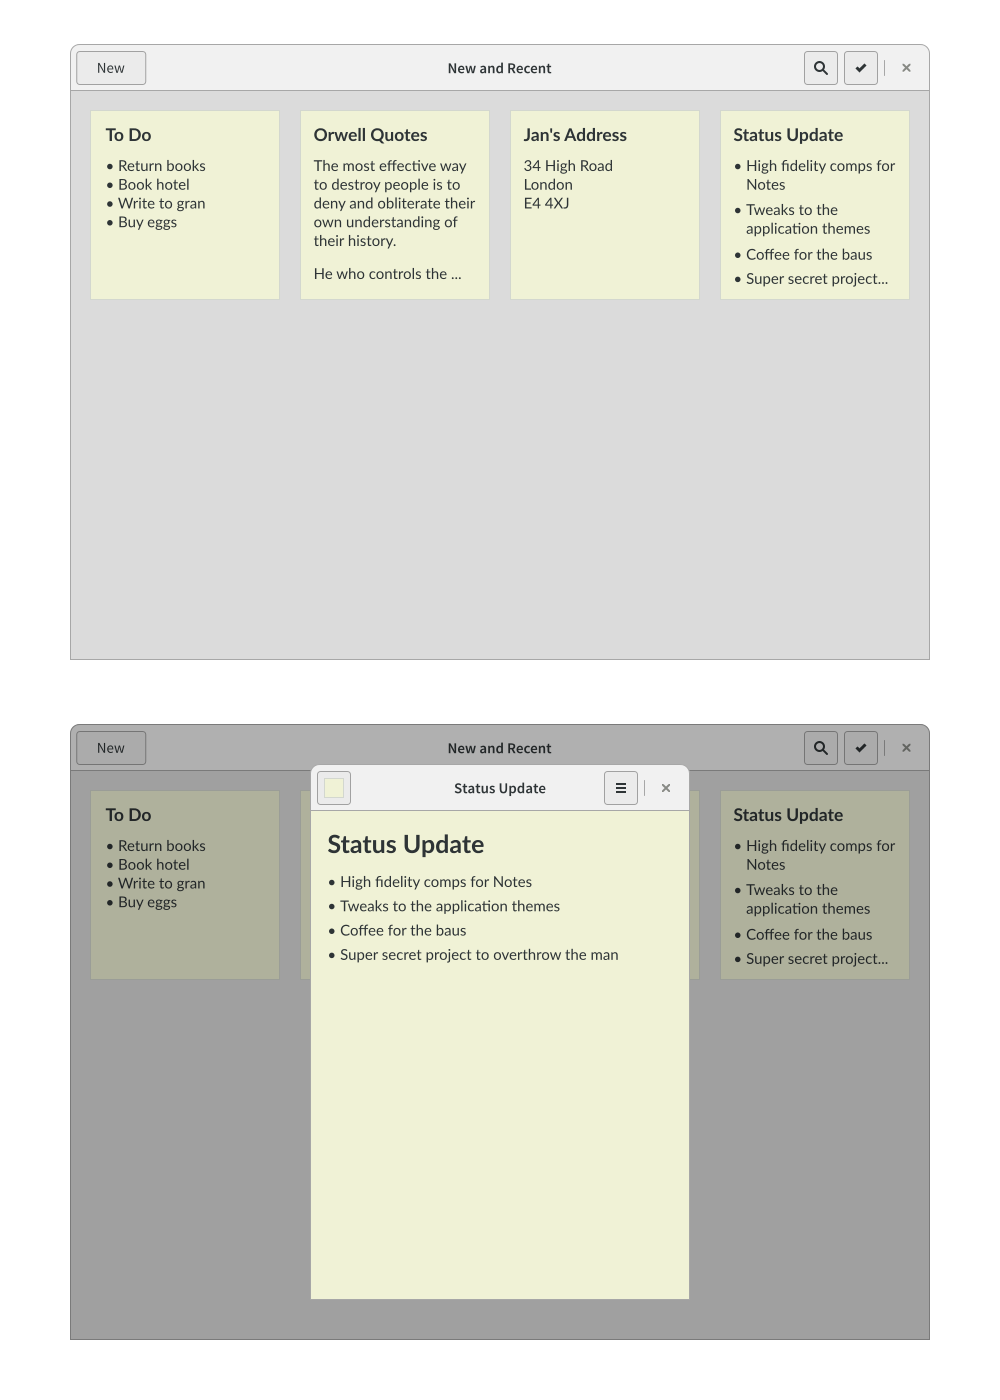 New
New and Recent
To Do
• Return books
• Book hotel
• Write to gran
• Buy eggs
Orwell Quotes
The most effective way
to destroy people is to
deny and obliterate their
own understanding of
their history.
He who controls the ...
Jan's Address
34 High Road
London
E4 4XJ
Status Update
• High fidelity comps for
Notes
• Tweaks to the
application themes
• Coffee for the baus
• Super secret project...
New
New and Recent
To Do
• Return books
• Book hotel
• Write to gran
• Buy eggs
Status Update
Status Update
• High fidelity comps for Notes
• Tweaks to the application themes
• Coffee for the baus
• Super secret project to overthrow the man
Status Update
• High fidelity comps for
Notes
• Tweaks to the
application themes
• Coffee for the baus
• Super secret project...